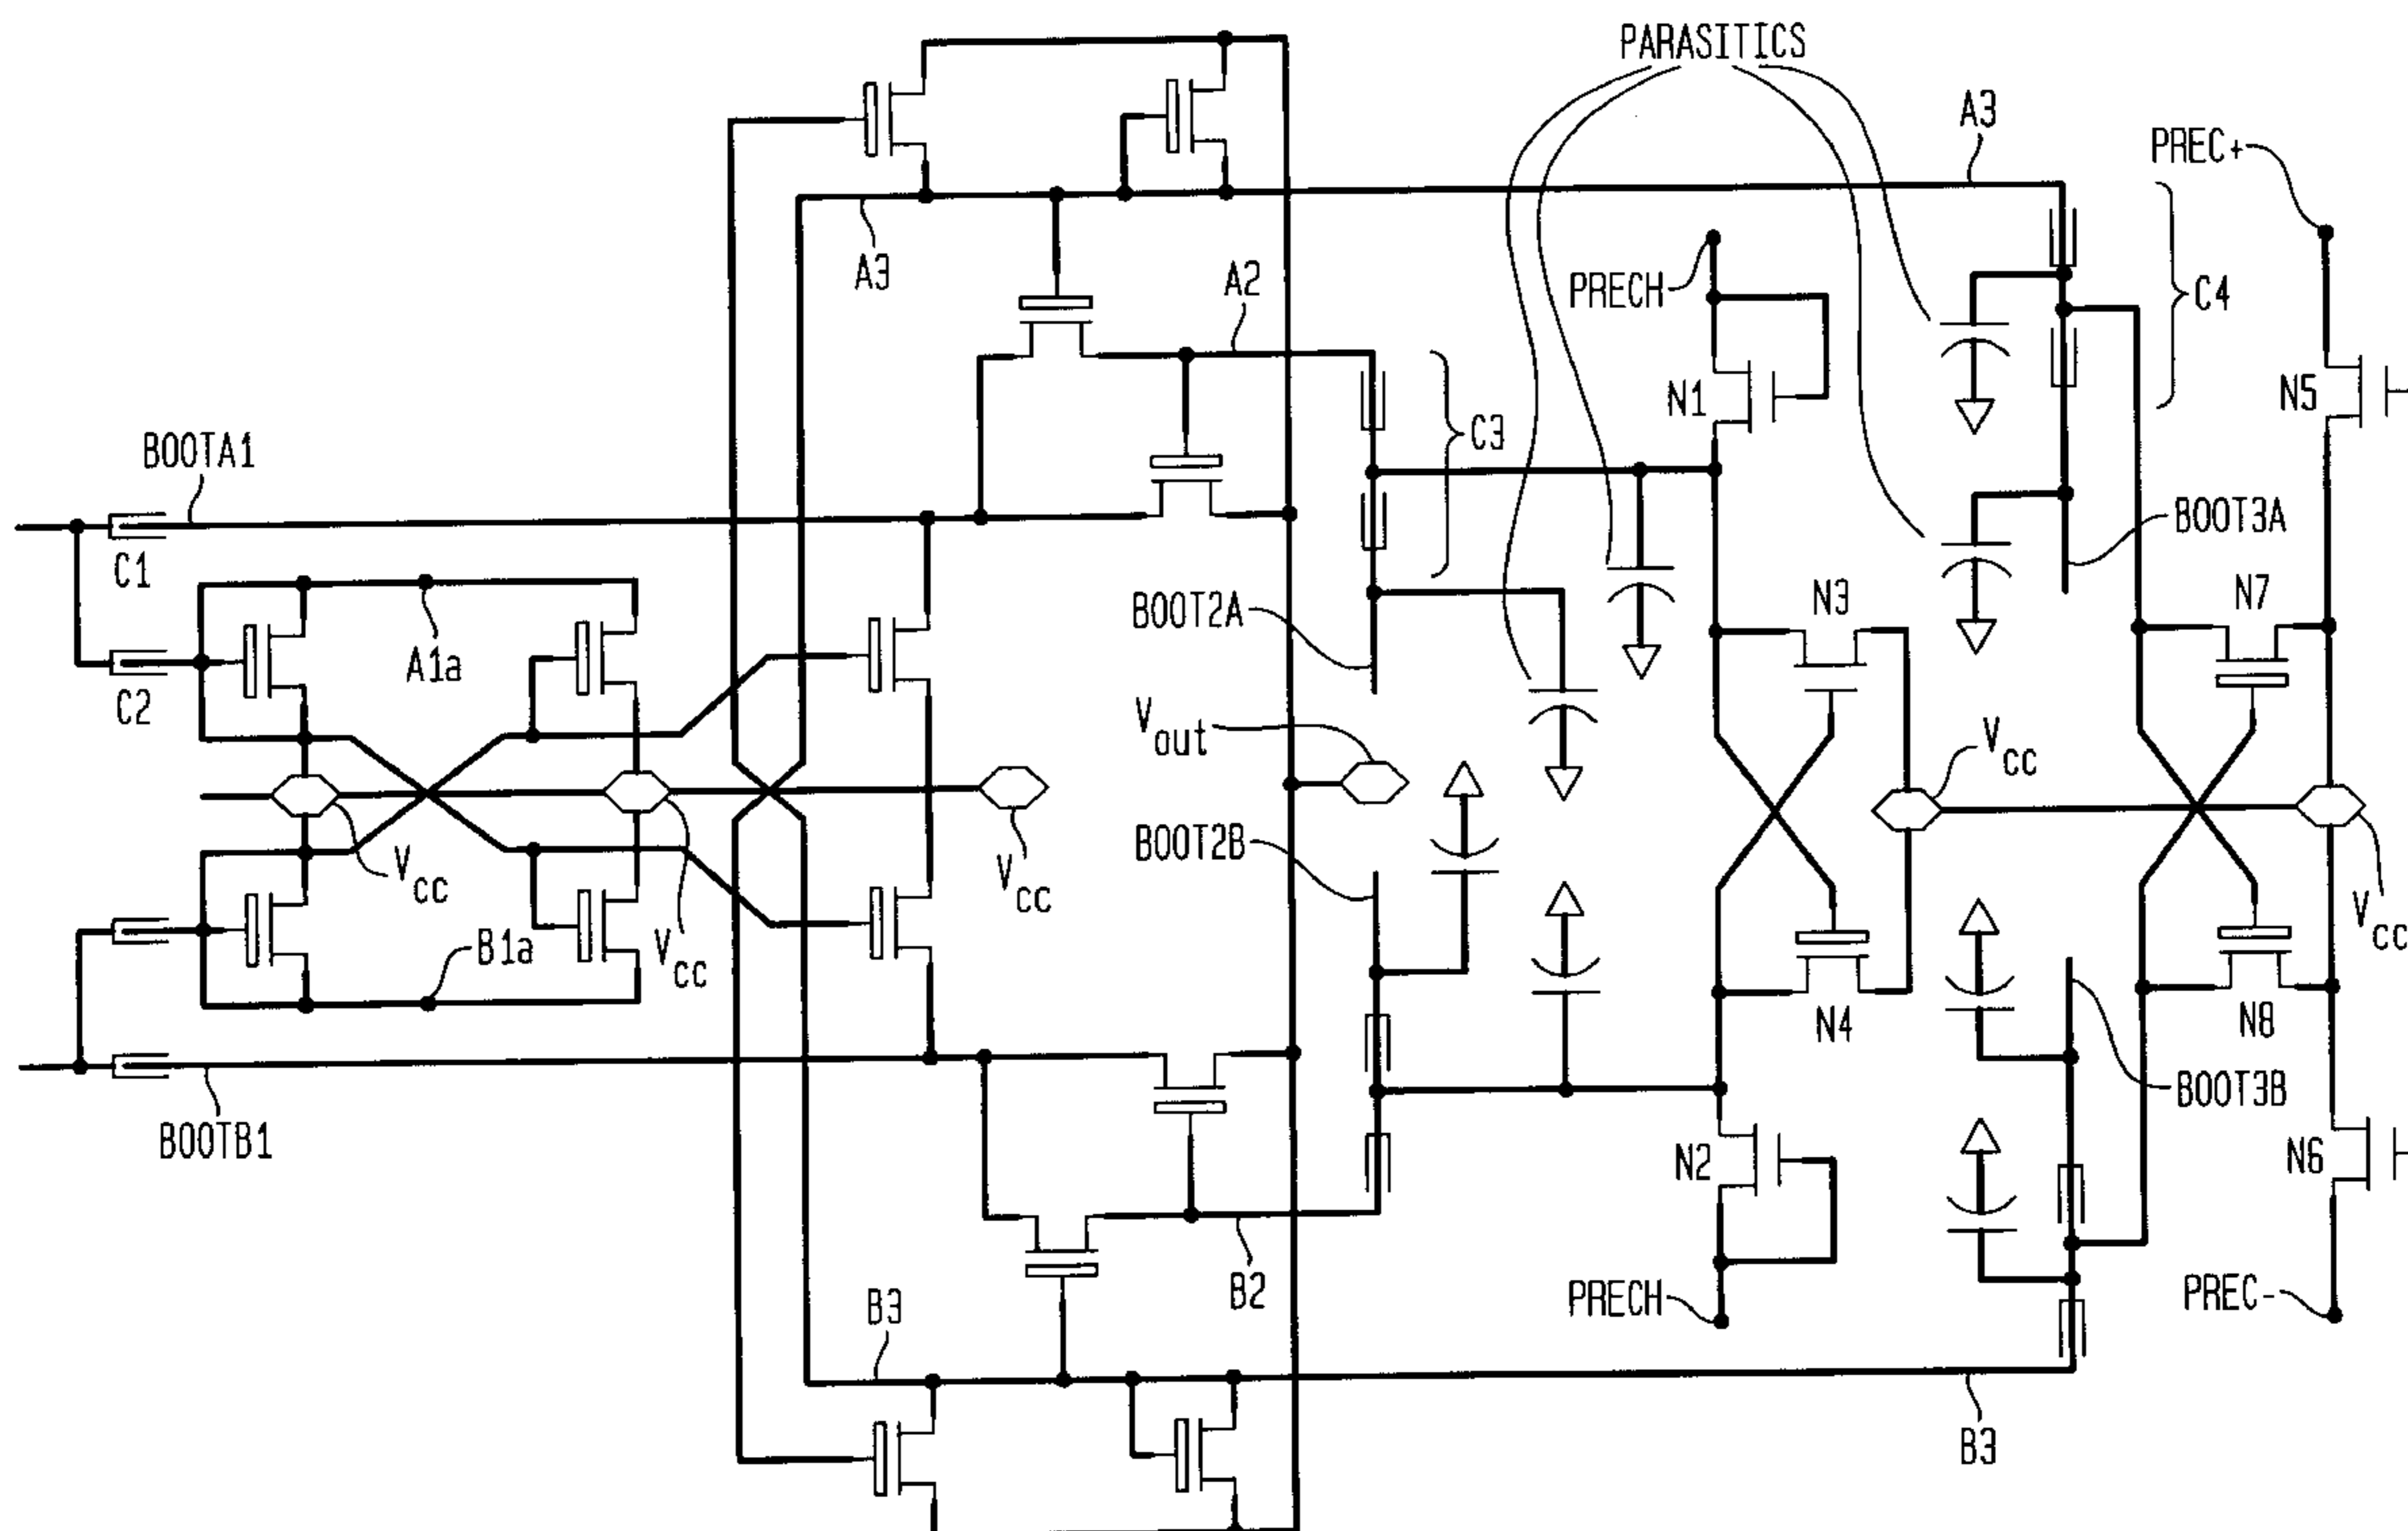 PARASITICS
A3
PREC+
A3
A2
PRECH
C4
N1
N5
C3
BOOTA1
BOOT3A
C1
N3
N7
BOOT2A
A1a
C2
Vout
Vcc
BOOT2B
Vcc
Vcc
Vcc
Vcc
B1a
N4
N8
BOOT3B
BOOTB1
N2
N6
B2
B3
PRECH
PREC-
B3